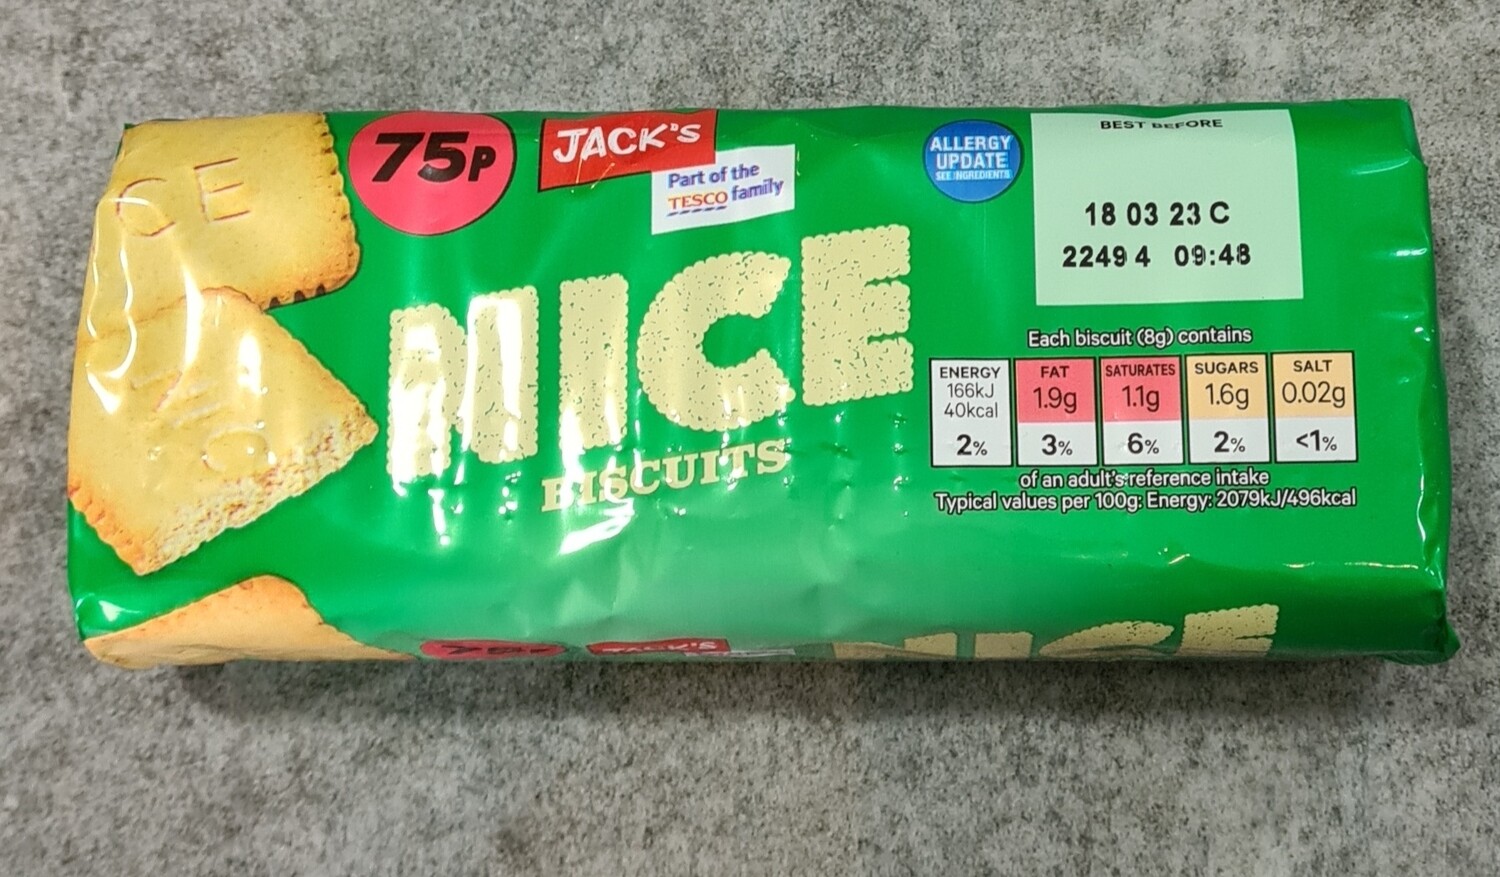 CE
75P
JACK'S
Part of the
TESCO family
NICE
BISCUITS
ALLERGY
UPDATE
SEE INGREDIENTS
BEST BEFORE
18 03 23 C
2249 4 09:48
Each biscuit (8g) contains
ENERGY
166kJ
40kcal
2%
FAT
1.9g
3%
SATURATES
1.1g
6%
SUGARS
1.6g
2%
SALT
0.02g
<1%
of an adult's reference intake
Typical values per 100g: Energy: 2079kJ/496kcal
JACK'S
NICE